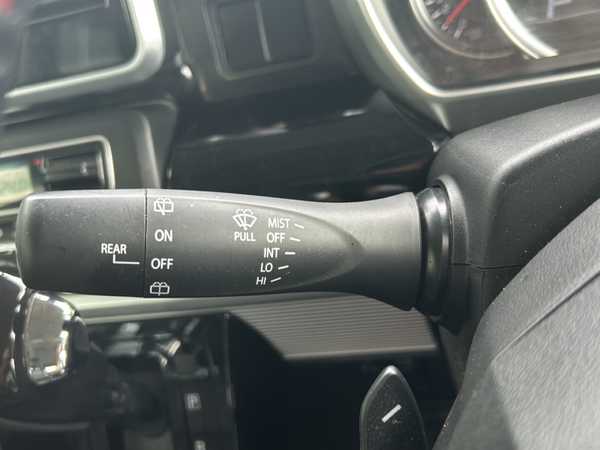 REAR
ON
OFF
PULL
MIST
OFF
INT
LO
HI
P